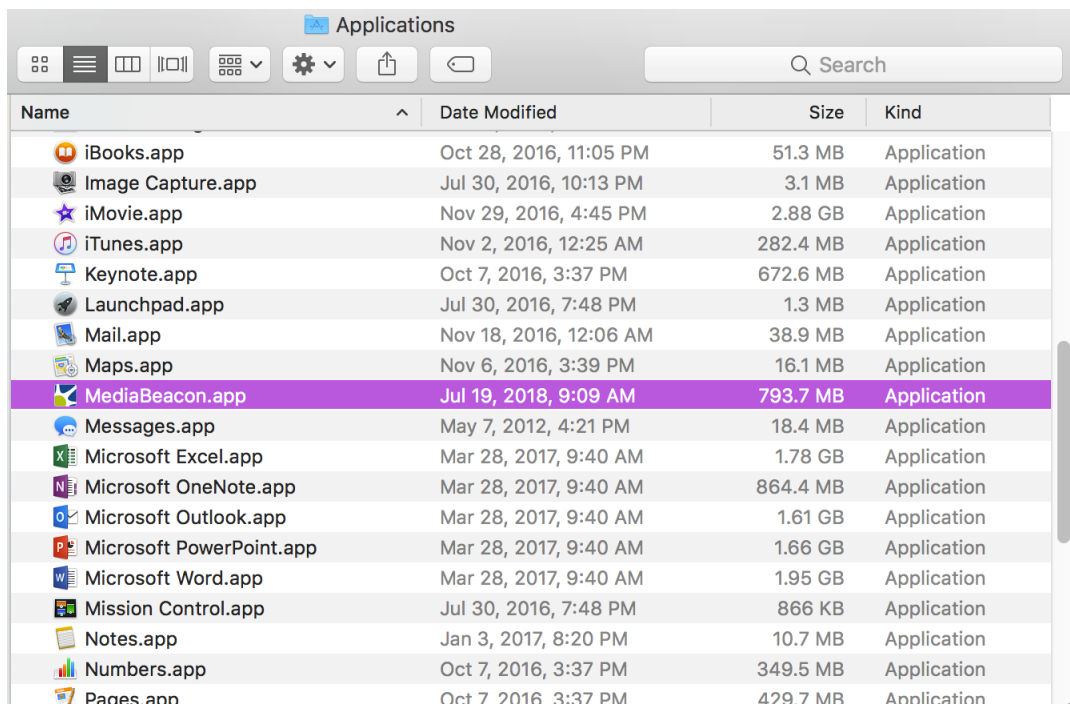 Applications
Search
Name Date Modified Size Kind
iBooks.app Oct 28, 2016, 11:05 PM 51.3 MB Application
Image Capture.app Jul 30, 2016, 10:13 PM 3.1 MB Application
iMovie.app Nov 29, 2016, 4:45 PM 2.88 GB Application
iTunes.app Nov 2, 2016, 12:25 AM 282.4 MB Application
Keynote.app Oct 7, 2016, 3:37 PM 672.6 MB Application
Launchpad.app Jul 30, 2016, 7:48 PM 1.3 MB Application
Mail.app Nov 18, 2016, 12:06 AM 38.9 MB Application
Maps.app Nov 6, 2016, 3:39 PM 16.1 MB Application
MediaBeacon.app Jul 19, 2018, 9:09 AM 793.7 MB Application
Messages.app May 7, 2012, 4:21 PM 18.4 MB Application
Microsoft Excel.app Mar 28, 2017, 9:40 AM 1.78 GB Application
Microsoft OneNote.app Mar 28, 2017, 9:40 AM 864.4 MB Application
Microsoft Outlook.app Mar 28, 2017, 9:40 AM 1.61 GB Application
Microsoft PowerPoint.app Mar 28, 2017, 9:40 AM 1.66 GB Application
Microsoft Word.app Mar 28, 2017, 9:40 AM 1.95 GB Application
Mission Control.app Jul 30, 2016, 7:48 PM 866 KB Application
Notes.app Jan 3, 2017, 8:20 PM 10.7 MB Application
Numbers.app Oct 7, 2016, 3:37 PM 349.5 MB Application
Pages.app Oct 7, 2016, 3:37 PM 429.7 MB Application